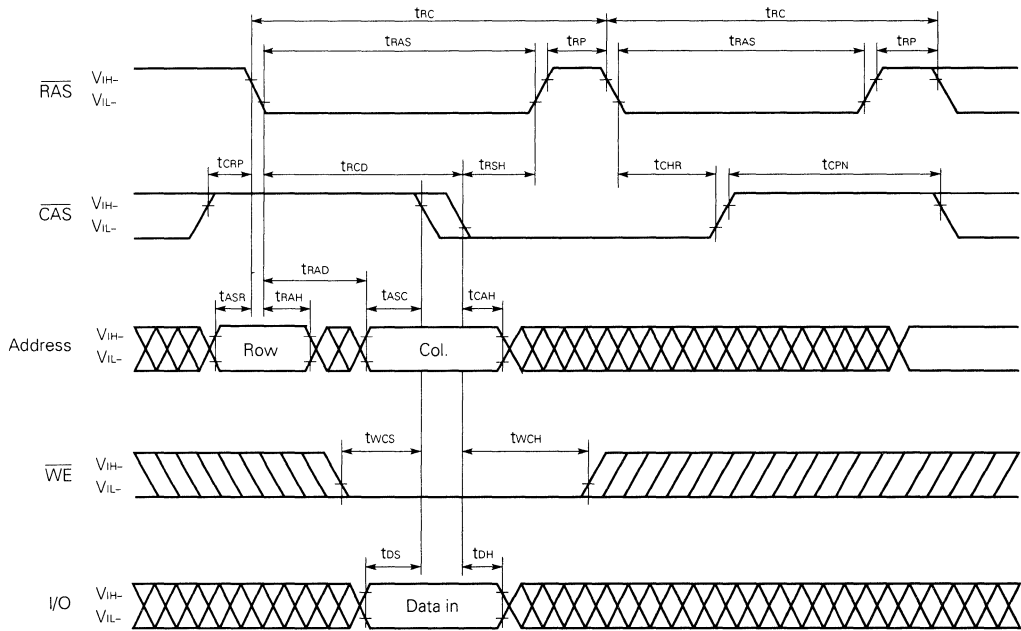 tRC tRC
tRAS tRP tRAS tRP
RAS VIH– VIL–
tCRP tRCD tRSH tCHR tCPN
CAS VIH– VIL–
tRAD
tASR tRAH tASC tCAH
Address VIH– VIL– Row Col.
tWCS tWCH
WE VIH– VIL–
tDS tDH
I/O VIH– VIL– Data in